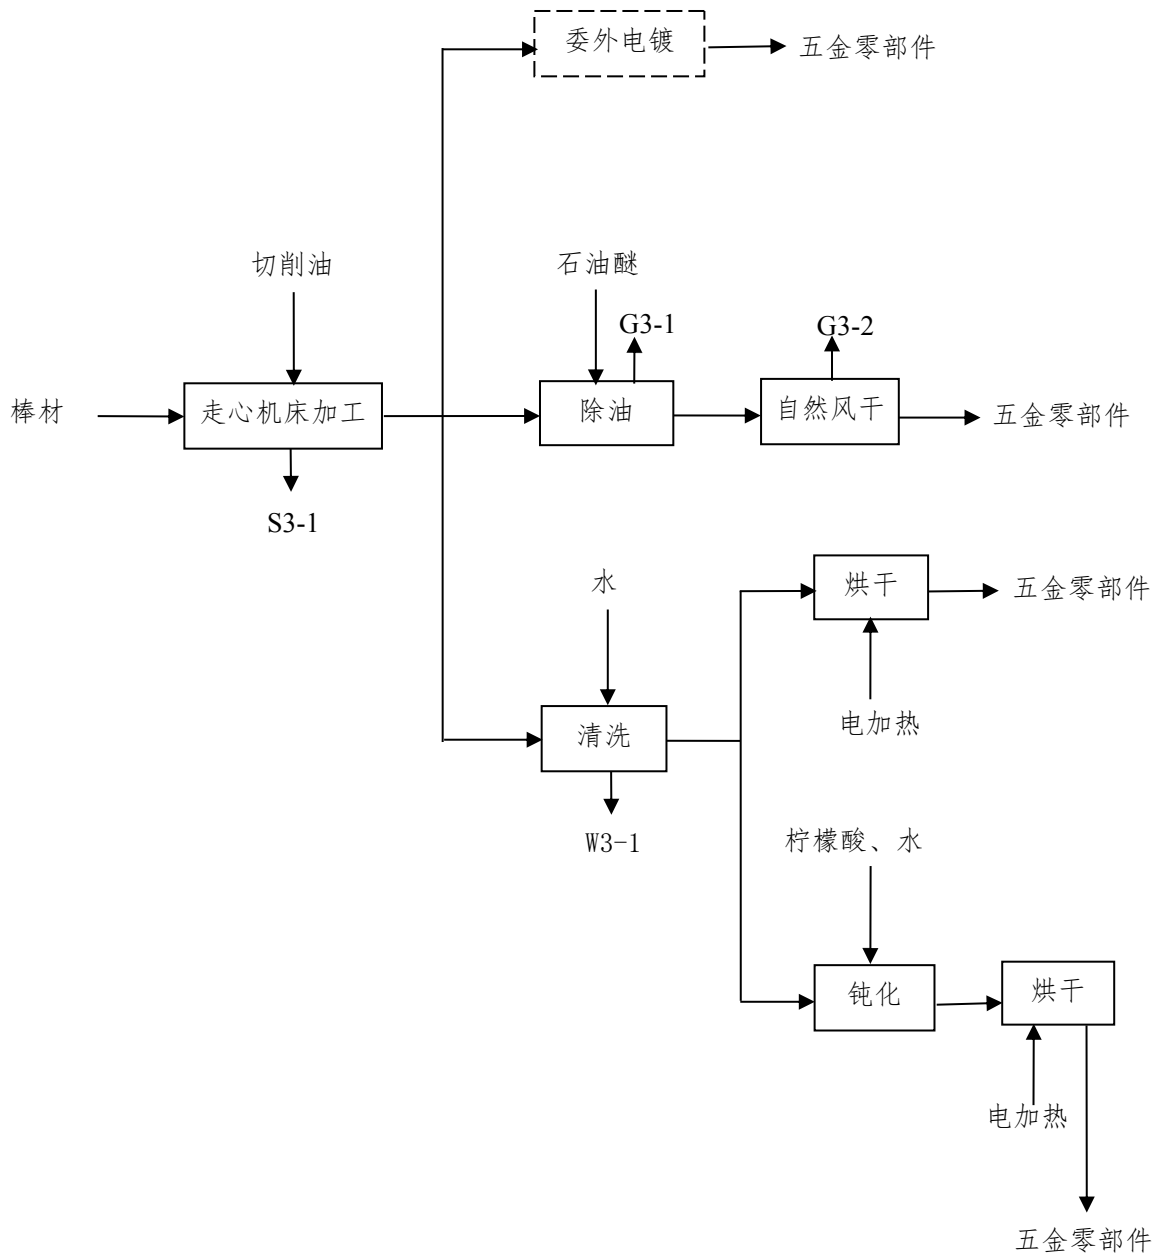 委外电镀
五金零部件
切削油
石油醚
G3-1
G3-2
棒材
走心机床加工
除油
自然风干
五金零部件
S3-1
水
烘干
五金零部件
清洗
电加热
W3-1
柠檬酸、水
钝化
烘干
电加热
五金零部件